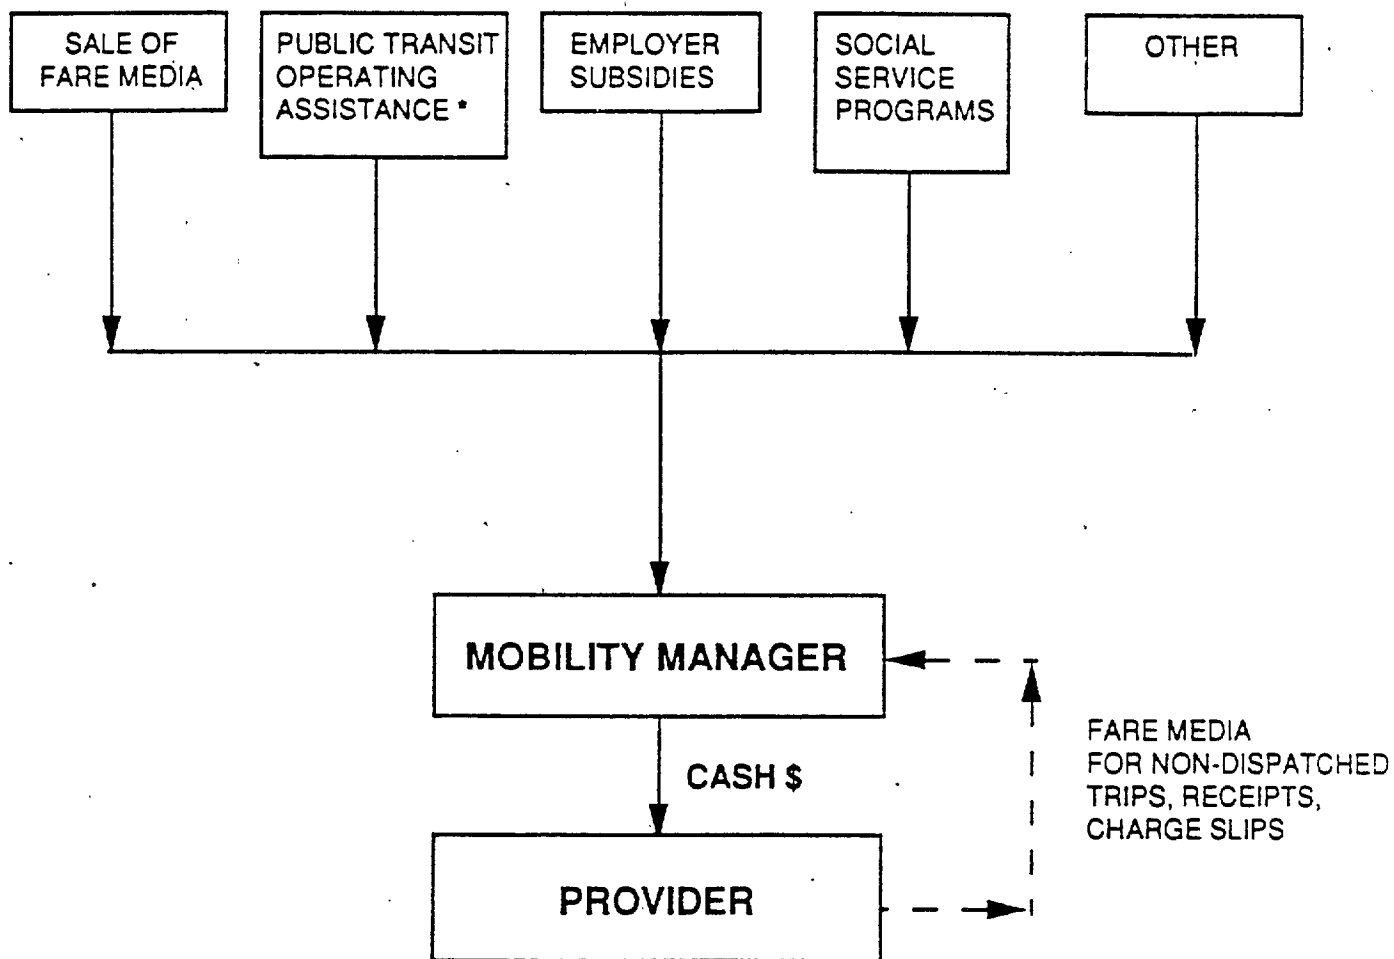 SALE OF
FARE MEDIA
PUBLIC TRANSIT
OPERATING
ASSISTANCE *
EMPLOYER
SUBSIDIES
SOCIAL
SERVICE
PROGRAMS
OTHER
MOBILITY MANAGER
CASH $
FARE MEDIA
FOR NON-DISPATCHED
TRIPS, RECEIPTS,
CHARGE SLIPS
PROVIDER